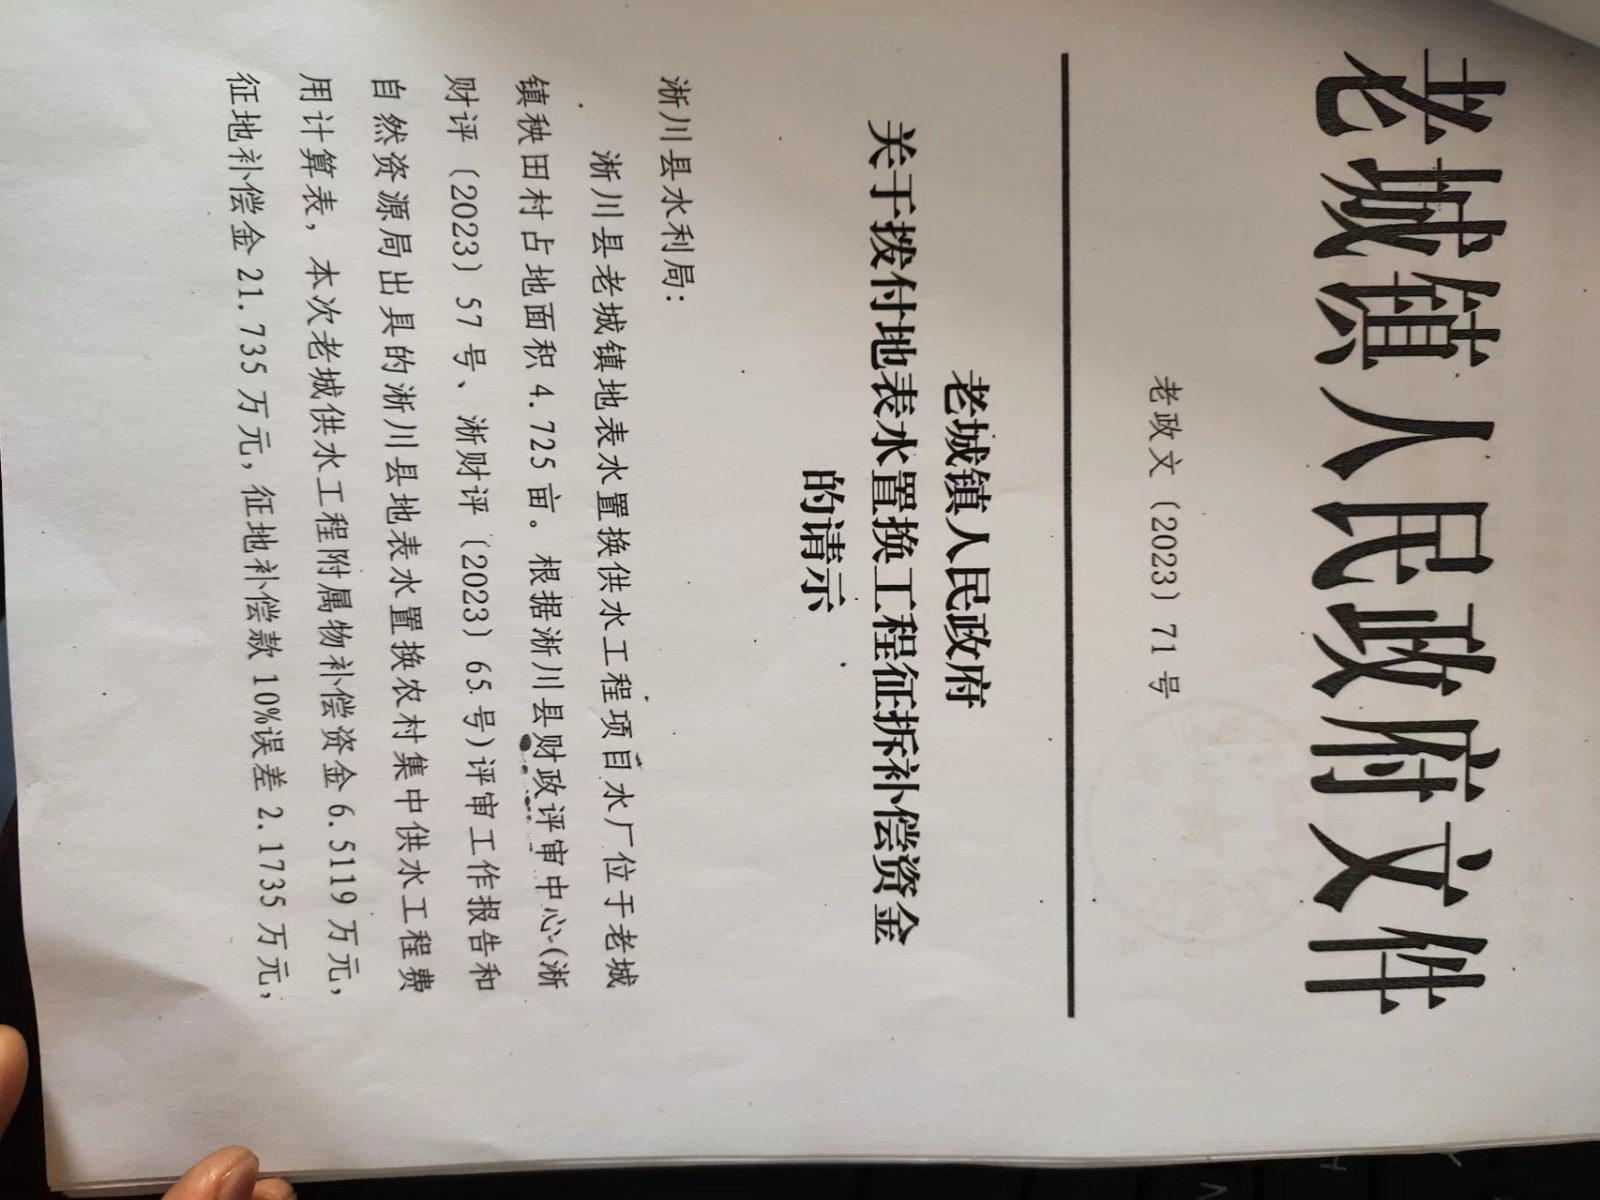 老城镇人民政府文件
老政文〔2023〕71号
老城镇人民政府
关于拨付地表水置换工程征拆补偿资金
的请示
淅川县水利局：
淅川县老城镇地表水置换供水工程项目水厂位于老城
镇秧田村占地面积4.725亩。根据淅川县财政评审中心(淅
财评〔2023〕57号、淅财评〔2023〕65号)评审工作报告和
自然资源局出具的淅川县地表水置换农村集中供水工程费
用计算表，本次老城供水工程附属物补偿资金6.5119万元，
征地补偿金21.735万元，征地补偿款10%误差2.1735万元，